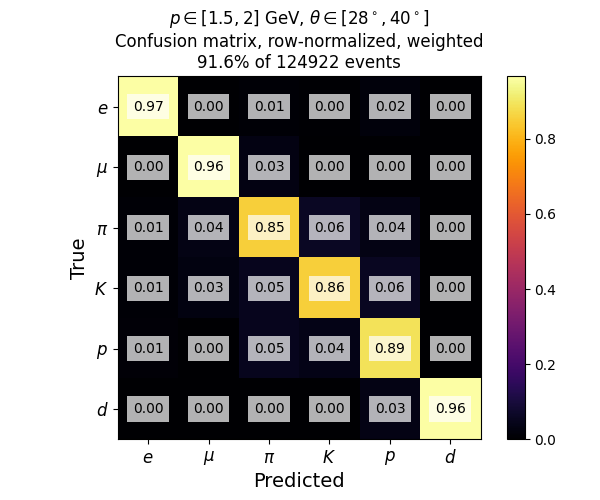 p ∈ [1.5, 2] GeV, θ ∈ [28°, 40°]
Confusion matrix, row-normalized, weighted
91.6% of 124922 events
e 0.97 0.00 0.01 0.00 0.02 0.00
μ 0.00 0.96 0.03 0.00 0.00 0.00
π 0.01 0.04 0.85 0.06 0.04 0.00
K 0.01 0.03 0.05 0.86 0.06 0.00
p 0.01 0.00 0.05 0.04 0.89 0.00
d 0.00 0.00 0.00 0.00 0.03 0.96
e μ π K p d
Predicted
True
0.8
0.6
0.4
0.2
0.0